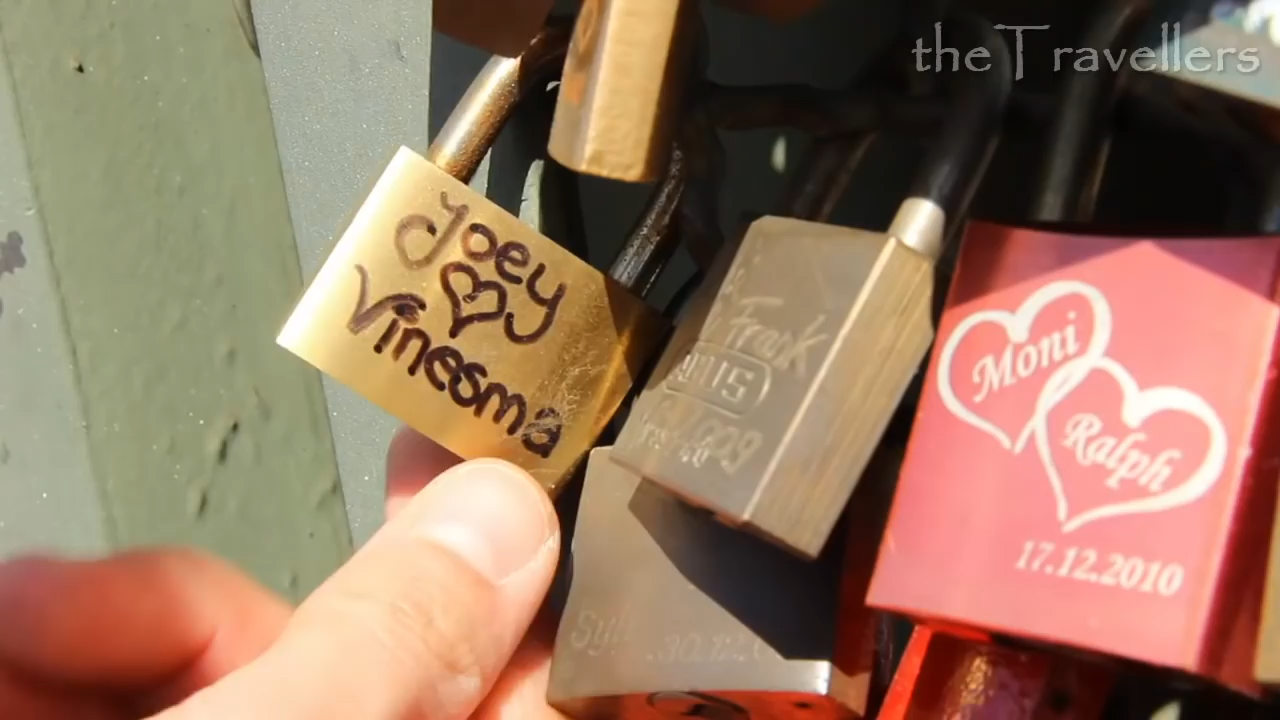 the Travellers
Joey
Vinesma
Frank
Moni
Ralph
17.12.2010